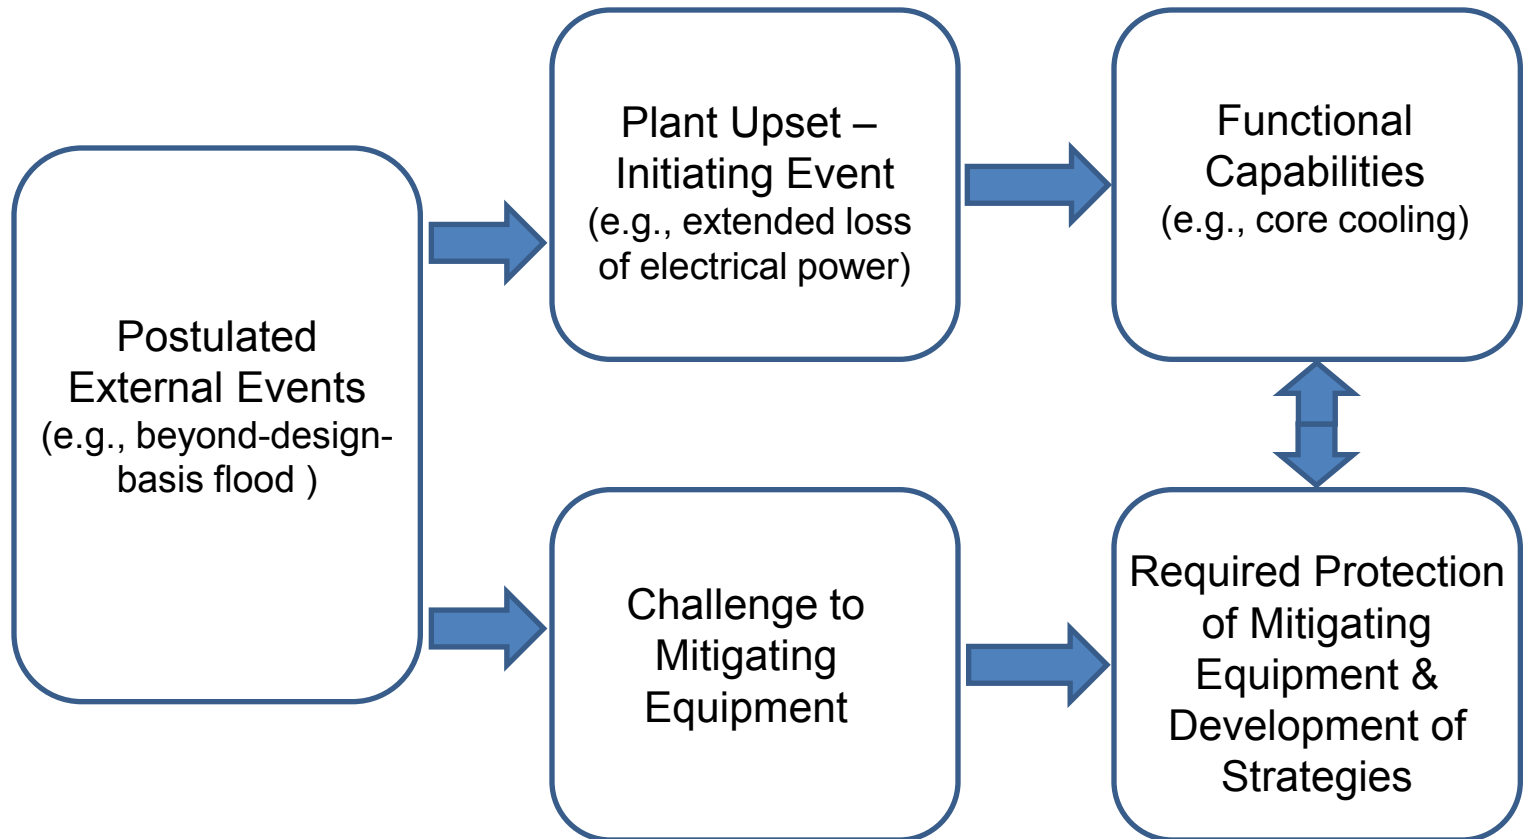 Postulated
External Events
(e.g., beyond-design-
basis flood )
Plant Upset –
Initiating Event
(e.g., extended loss
of electrical power)
Functional
Capabilities
(e.g., core cooling)
Challenge to
Mitigating
Equipment
Required Protection
of Mitigating
Equipment &
Development of
Strategies